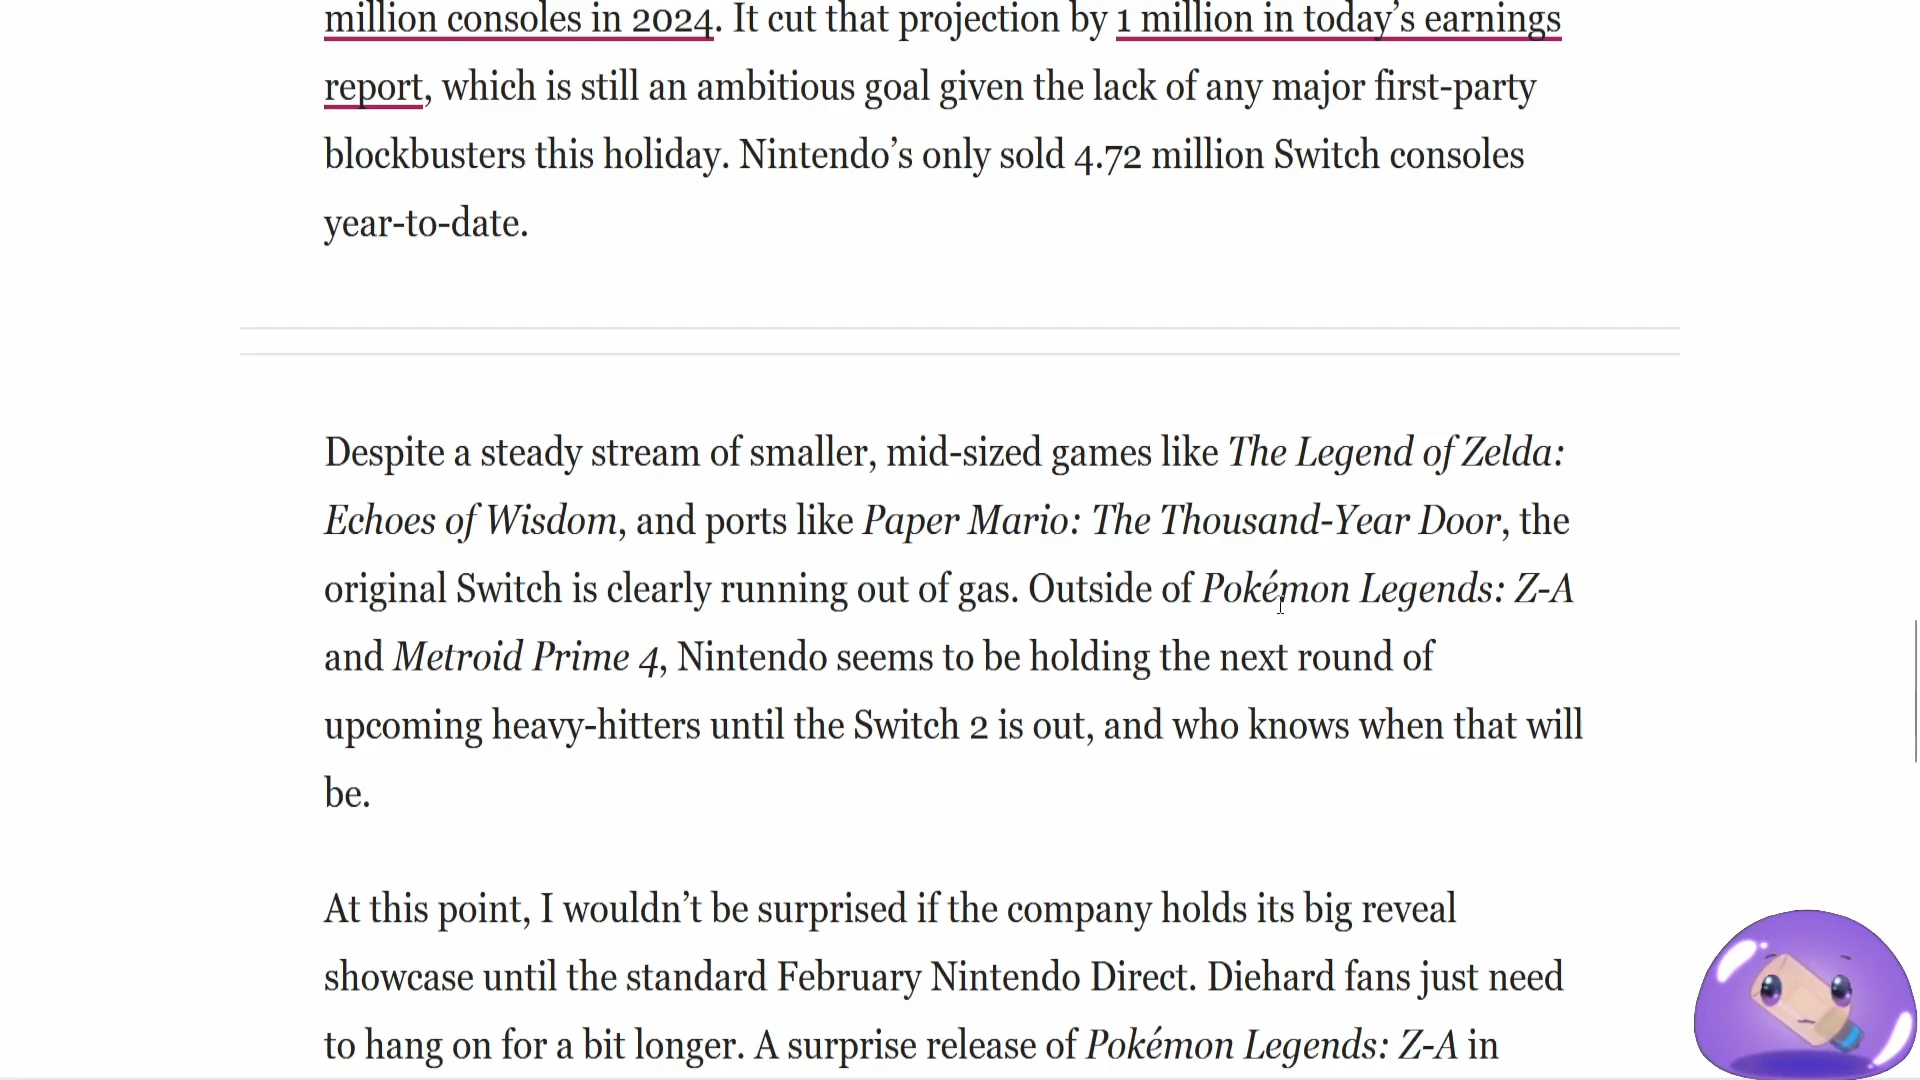 million consoles in 2024. It cut that projection by 1 million in today’s earnings
report, which is still an ambitious goal given the lack of any major first-party
blockbusters this holiday. Nintendo’s only sold 4.72 million Switch consoles
year-to-date.
Despite a steady stream of smaller, mid-sized games like The Legend of Zelda:
Echoes of Wisdom, and ports like Paper Mario: The Thousand-Year Door, the
original Switch is clearly running out of gas. Outside of Pokémon Legends: Z-A
and Metroid Prime 4, Nintendo seems to be holding the next round of
upcoming heavy-hitters until the Switch 2 is out, and who knows when that will
be.
At this point, I wouldn’t be surprised if the company holds its big reveal
showcase until the standard February Nintendo Direct. Diehard fans just need
to hang on for a bit longer. A surprise release of Pokémon Legends: Z-A in